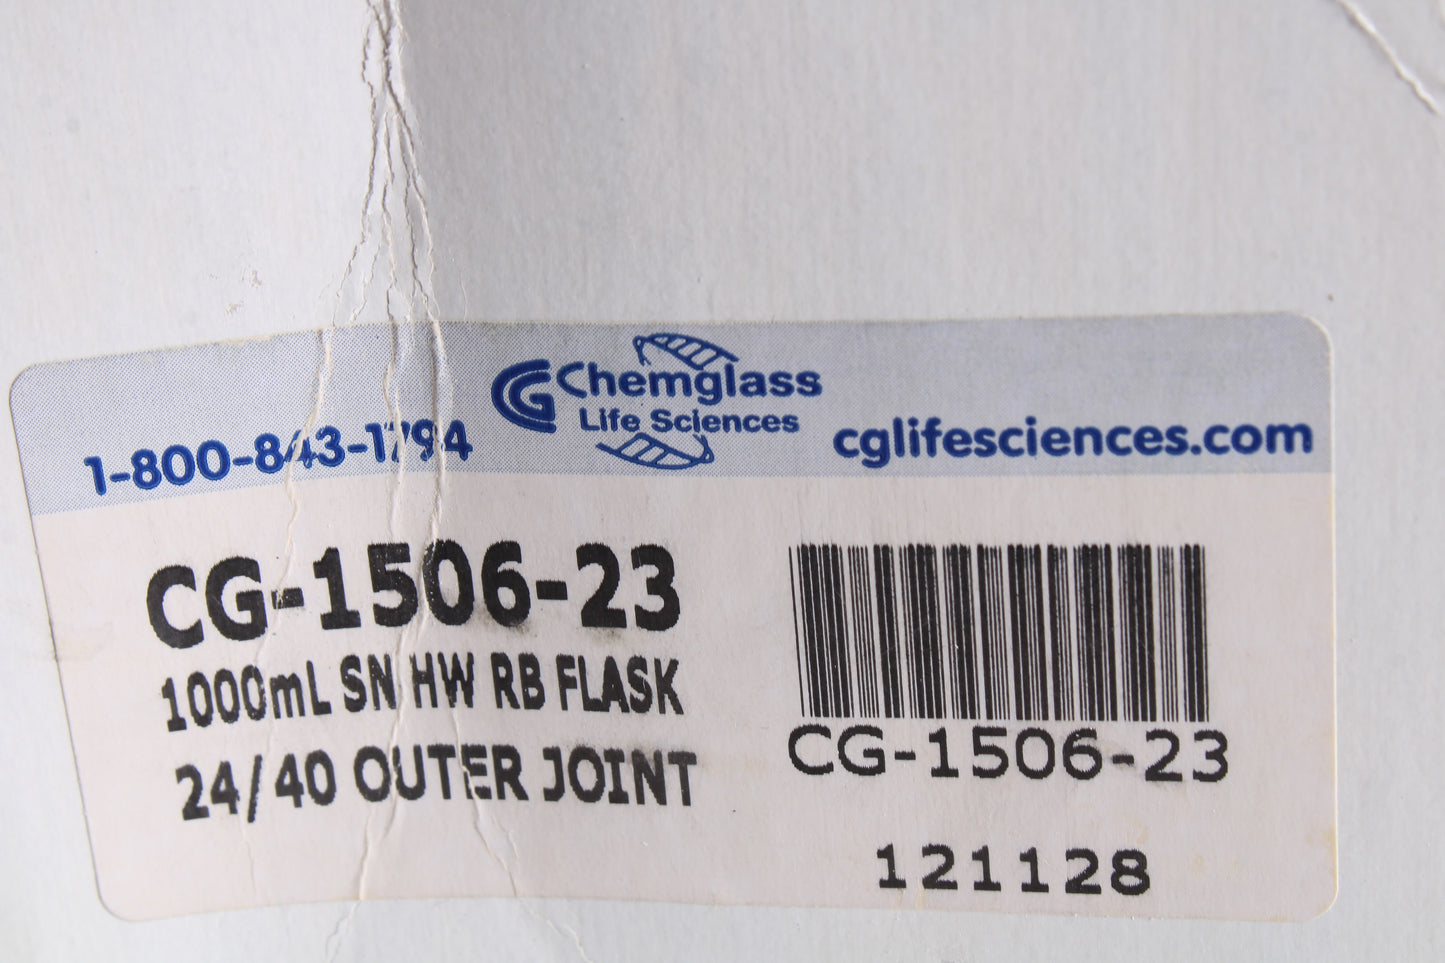 Chemglass
Life Sciences
1-800-843-1794
cglifesciences.com
CG-1506-23
1000mL SN HW RB FLASK
24/40 OUTER JOINT
CG-1506-23
121128